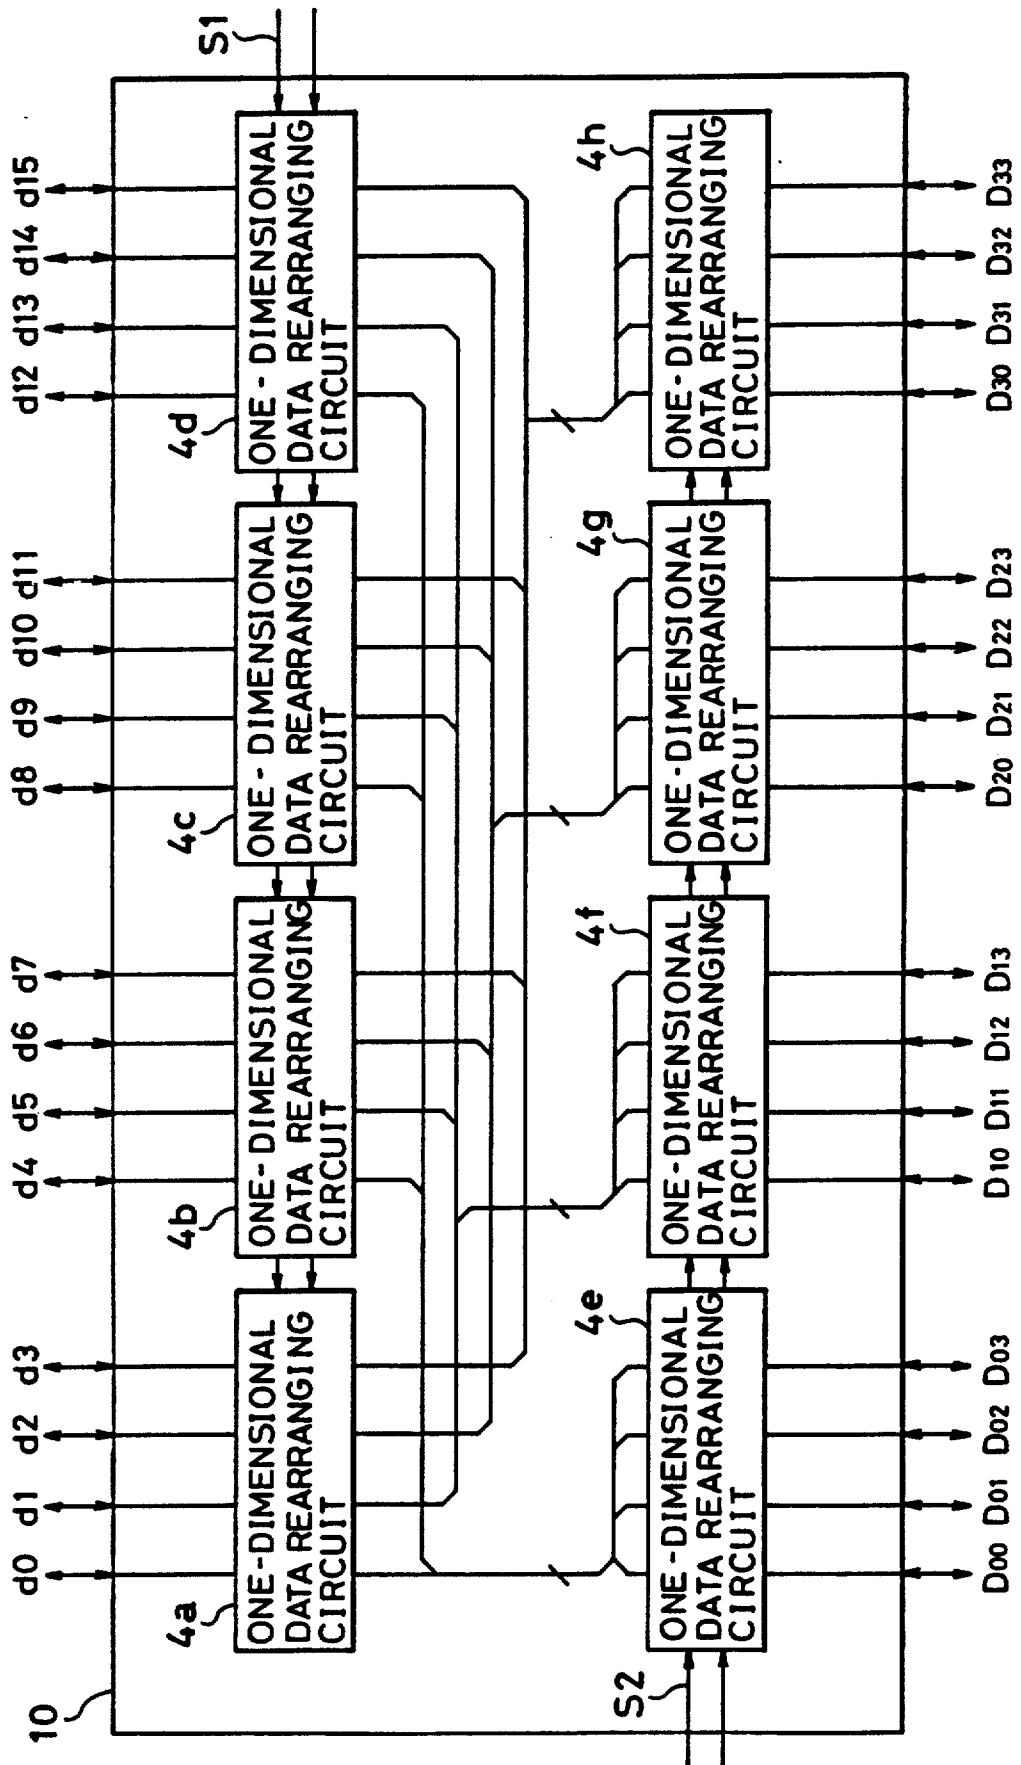 10
d0 d1 d2 d3 d4 d5 d6 d7 d8 d9 d10 d11 d12 d13 d14 d15
S1
4a
ONE-DIMENSIONAL
DATA REARRANGING
CIRCUIT
4b
ONE-DIMENSIONAL
DATA REARRANGING
CIRCUIT
4c
ONE-DIMENSIONAL
DATA REARRANGING
CIRCUIT
4d
ONE-DIMENSIONAL
DATA REARRANGING
CIRCUIT
S2
4e
ONE-DIMENSIONAL
DATA REARRANGING
CIRCUIT
4f
ONE-DIMENSIONAL
DATA REARRANGING
CIRCUIT
4g
ONE-DIMENSIONAL
DATA REARRANGING
CIRCUIT
4h
ONE-DIMENSIONAL
DATA REARRANGING
CIRCUIT
D00 D01 D02 D03 D10 D11 D12 D13 D20 D21 D22 D23 D30 D31 D32 D33